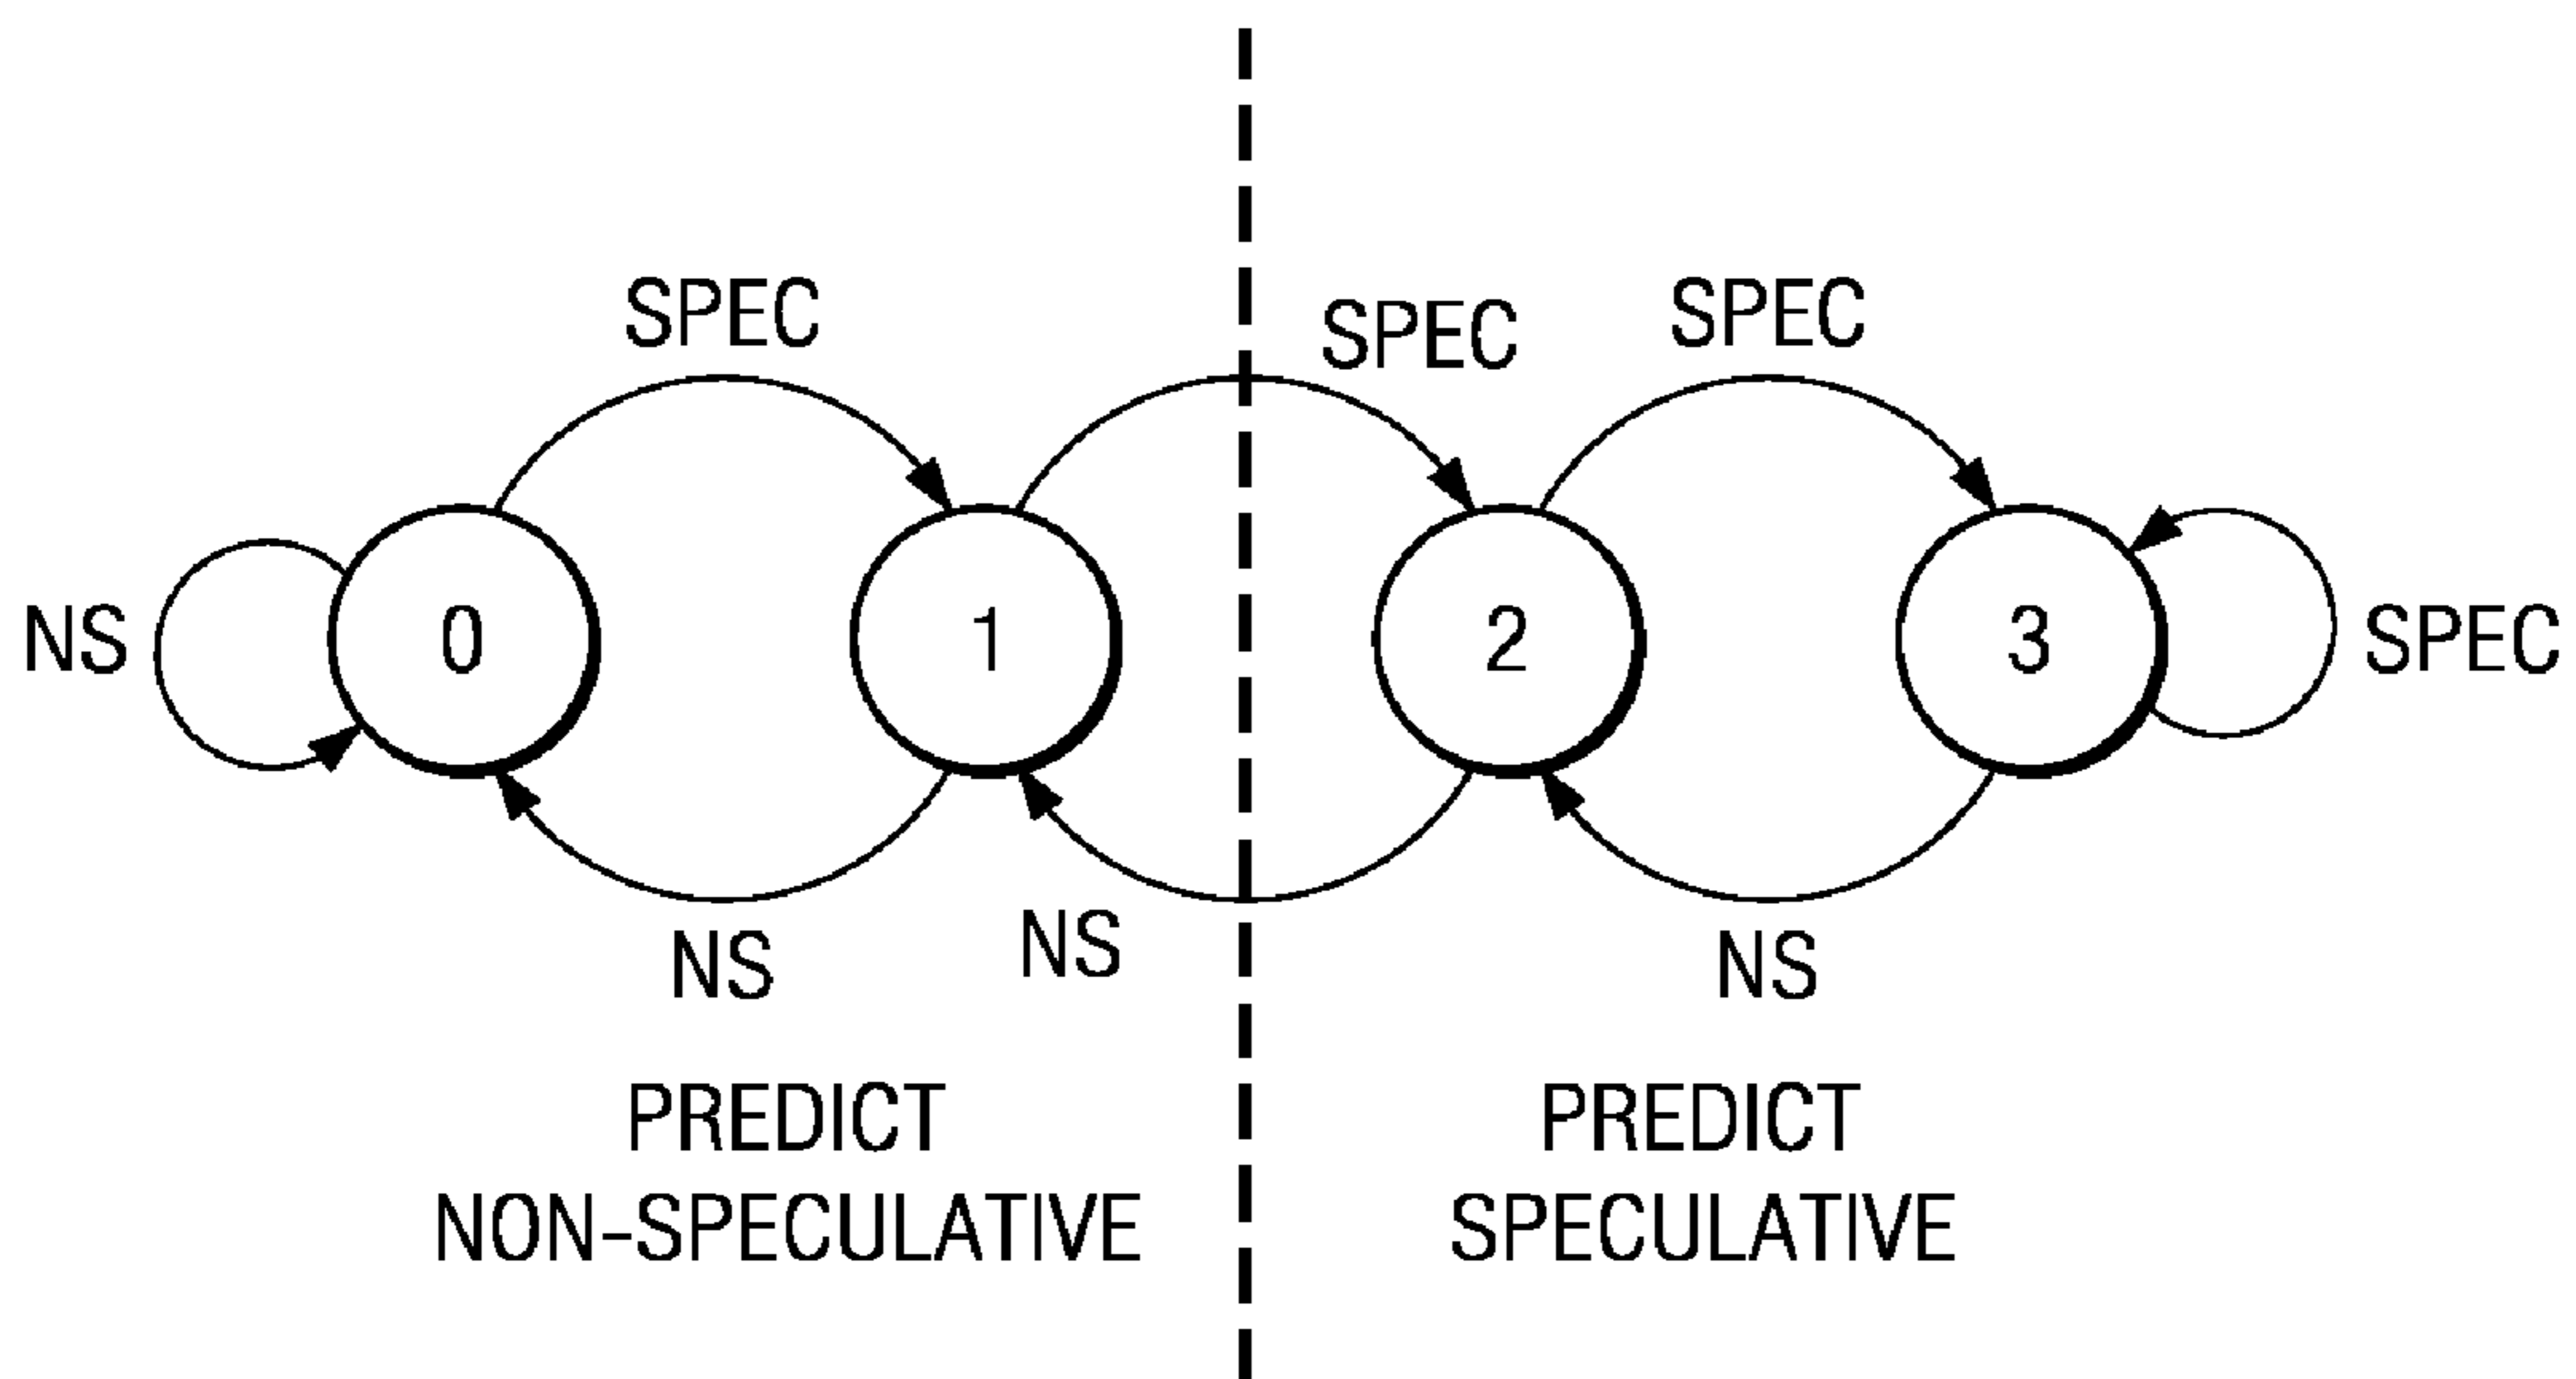 SPEC
SPEC
SPEC
NS
0
1
2
3
SPEC
NS
NS
NS
PREDICT
NON-SPECULATIVE
PREDICT
SPECULATIVE